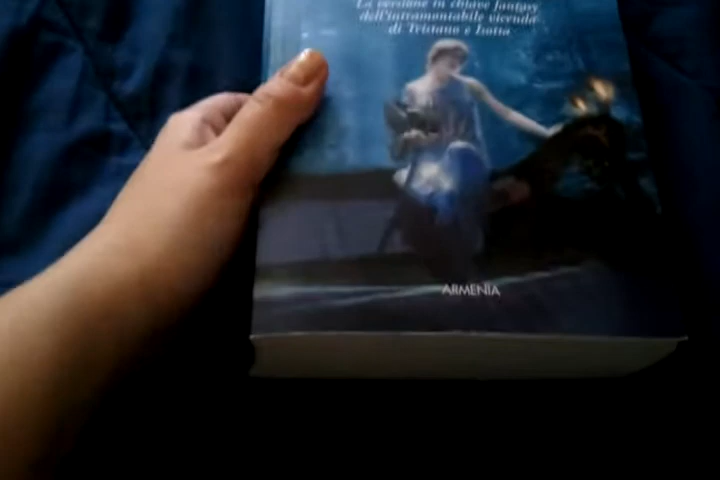 La versione in chiave fantasy
dell'intramontabile vicenda
di Tristano e Isotta
ARMENIA